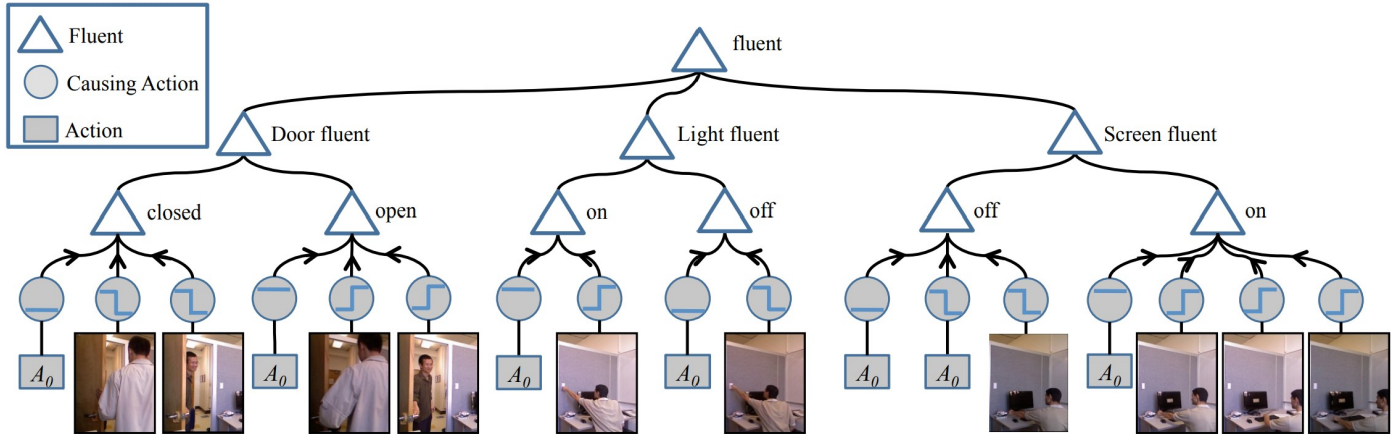 Fluent
Causing Action
Action
fluent
Door fluent
Light fluent
Screen fluent
closed
open
on
off
off
on
A0
A0
A0
A0
A0
A0
A0